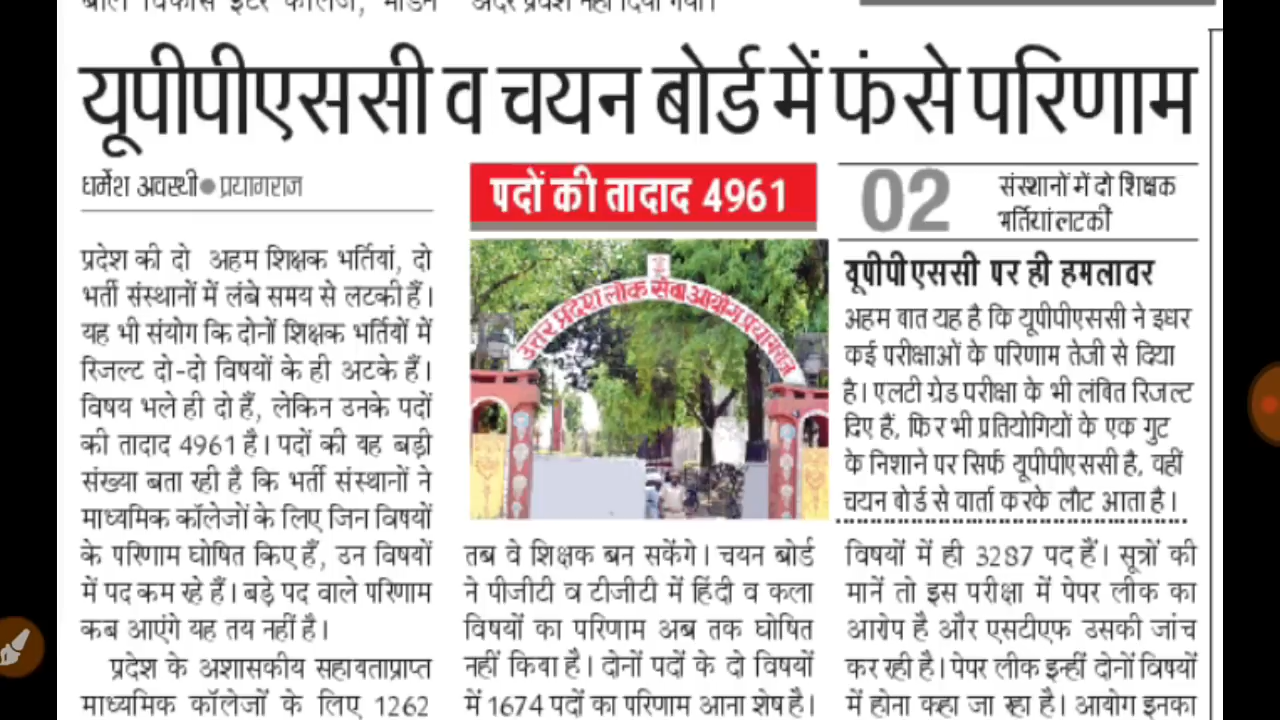 बाल विकास इंटर कॉलेज, मॉडर्न
अंदर प्रवेश नहीं दिया गया।
यूपीपीएससी व चयन बोर्ड में फंसे परिणाम
धर्मेश अवस्थी ● प्रयागराज
प्रदेश की दो अहम शिक्षक भर्तियां, दो
भर्ती संस्थानों में लंबे समय से लटकी हैं।
यह भी संयोग कि दोनों शिक्षक भर्तियों में
रिजल्ट दो-दो विषयों के ही अटके हैं।
विषय भले ही दो हैं, लेकिन उनके पदों
की तादाद 4961 है। पदों की यह बड़ी
संख्या बता रही है कि भर्ती संस्थानों ने
माध्यमिक कॉलेजों के लिए जिन विषयों
के परिणाम घोषित किए हैं, उन विषयों
में पद कम रहे हैं। बड़े पद वाले परिणाम
कब आएंगे यह तय नहीं है।
प्रदेश के अशासकीय सहायताप्राप्त
माध्यमिक कॉलेजों के लिए 1262
पदों की तादाद 4961
उत्तर प्रदेश लोक सेवा आयोग प्रयागराज
तब वे शिक्षक बन सकेंगे। चयन बोर्ड
ने पीजीटी व टीजीटी में हिंदी व कला
विषयों का परिणाम अब तक घोषित
नहीं किया है। दोनों पदों के दो विषयों
में 1674 पदों का परिणाम आना शेष है।
02
संस्थानों में दो शिक्षक
भर्तियां लटकीं
यूपीपीएससी पर ही हमलावर
अहम बात यह है कि यूपीपीएससी ने इधर
कई परीक्षाओं के परिणाम तेजी से दिया
है। एलटी ग्रेड परीक्षा के भी लंबित रिजल्ट
दिए हैं, फिर भी प्रतियोगियों के एक गुट
के निशाने पर सिर्फ यूपीपीएससी है, वहीं
चयन बोर्ड से वार्ता करके लौट आता है।
विषयों में ही 3287 पद हैं। सूत्रों की
मानें तो इस परीक्षा में पेपर लीक का
आरोप है और एसटीएफ उसकी जांच
कर रही है। पेपर लीक इन्हीं दोनों विषयों
में होना कहा जा रहा है। आयोग इनका